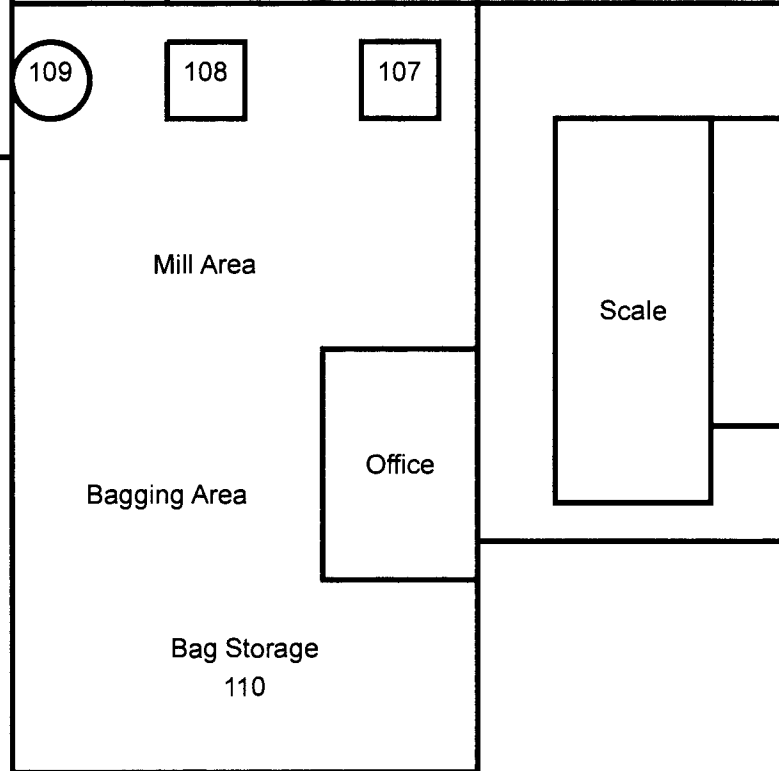 109
108
107
Mill Area
Scale
Office
Bagging Area
Bag Storage
110